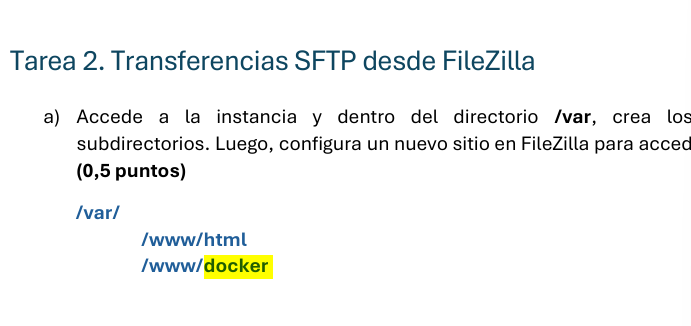 Tarea 2. Transferencias SFTP desde FileZilla
a) Accede a la instancia y dentro del directorio /var, crea los
subdirectorios. Luego, configura un nuevo sitio en FileZilla para acced
(0,5 puntos)
/var/
/www/html
/www/docker